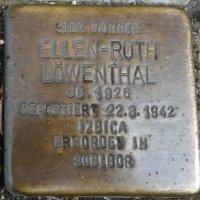 HIER WOHNTE
ELLEN-RUTH
LÖWENTHAL
JG. 1926
DEPORTIERT 22.3.1942
IZBICA
ERMORDET IN
SOBIBOR